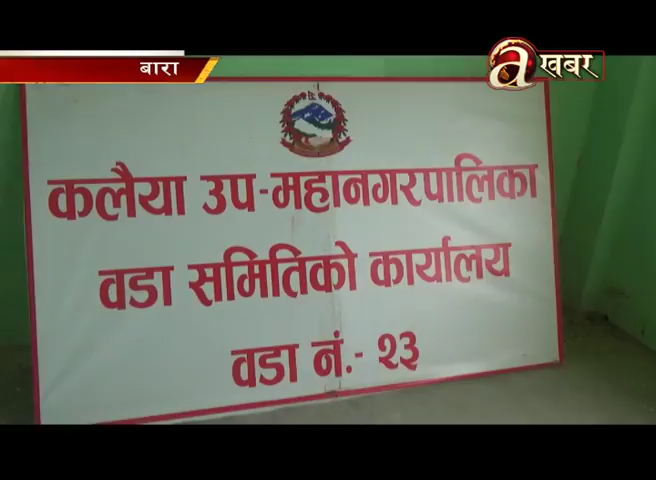 बारा
a खबर
कलैया उप-महानगरपालिका
वडा समितिको कार्यालय
वडा नं.- २३